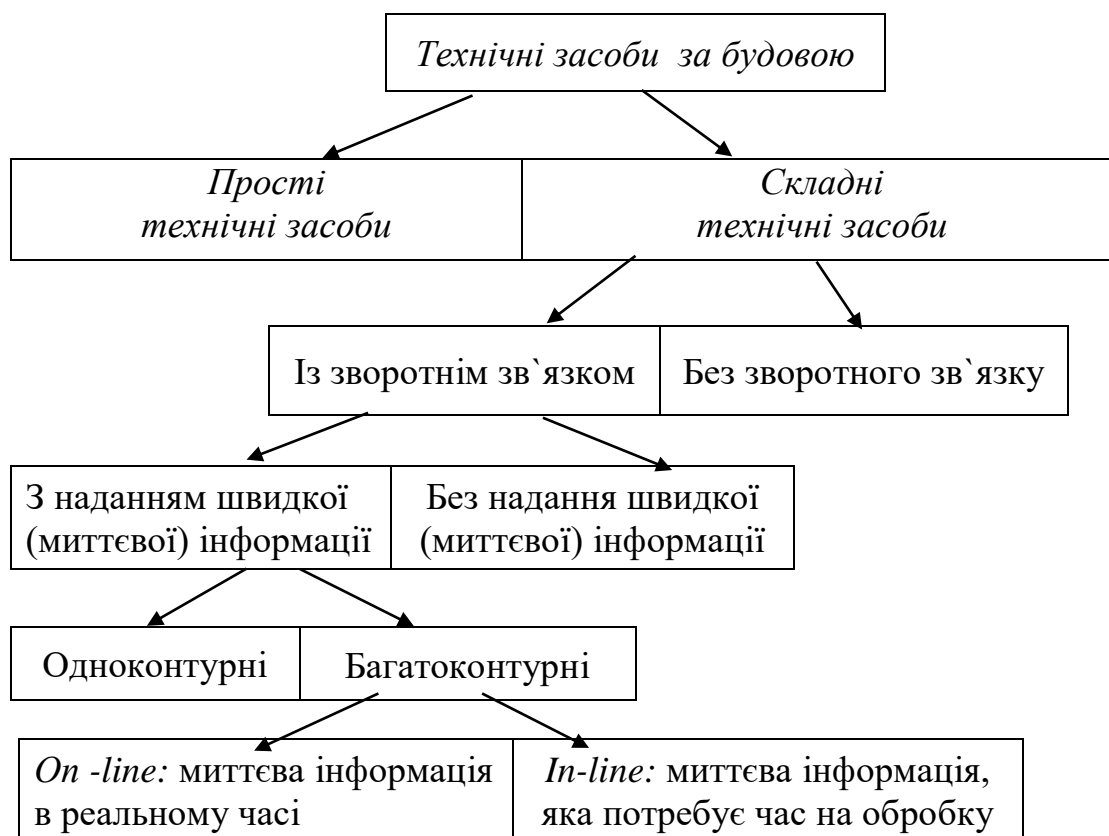 Технічні засоби за будовою
Прості
технічні засоби
Складні
технічні засоби
Із зворотнім зв`язком
Без зворотного зв`язку
З наданням швидкої
(миттєвої) інформації
Без надання швидкої
(миттєвої) інформації
Одноконтурні
Багатоконтурні
On -line: миттєва інформація
в реальному часі
In-line: миттєва інформація,
яка потребує час на обробку